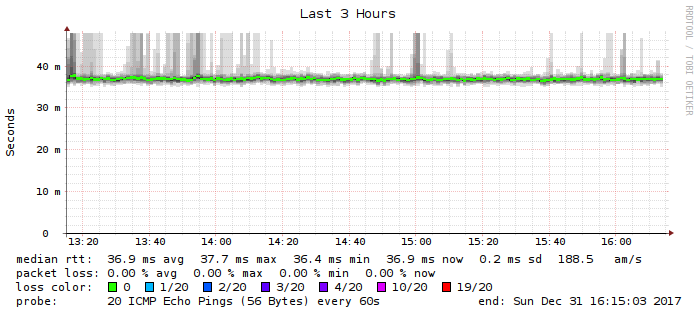 Last 3 Hours
RRDTOOL / TOBI OETIKER
Seconds
40 m
30 m
20 m
10 m
0
13:20 13:40 14:00 14:20 14:40 15:00 15:20 15:40 16:00
median rtt: 36.9 ms avg 37.7 ms max 36.4 ms min 36.9 ms now 0.2 ms sd 188.5 am/s
packet loss: 0.00 % avg 0.00 % max 0.00 % min 0.00 % now
loss color: 0 1/20 2/20 3/20 4/20 10/20 19/20
probe: 20 ICMP Echo Pings (56 Bytes) every 60s end: Sun Dec 31 16:15:03 2017